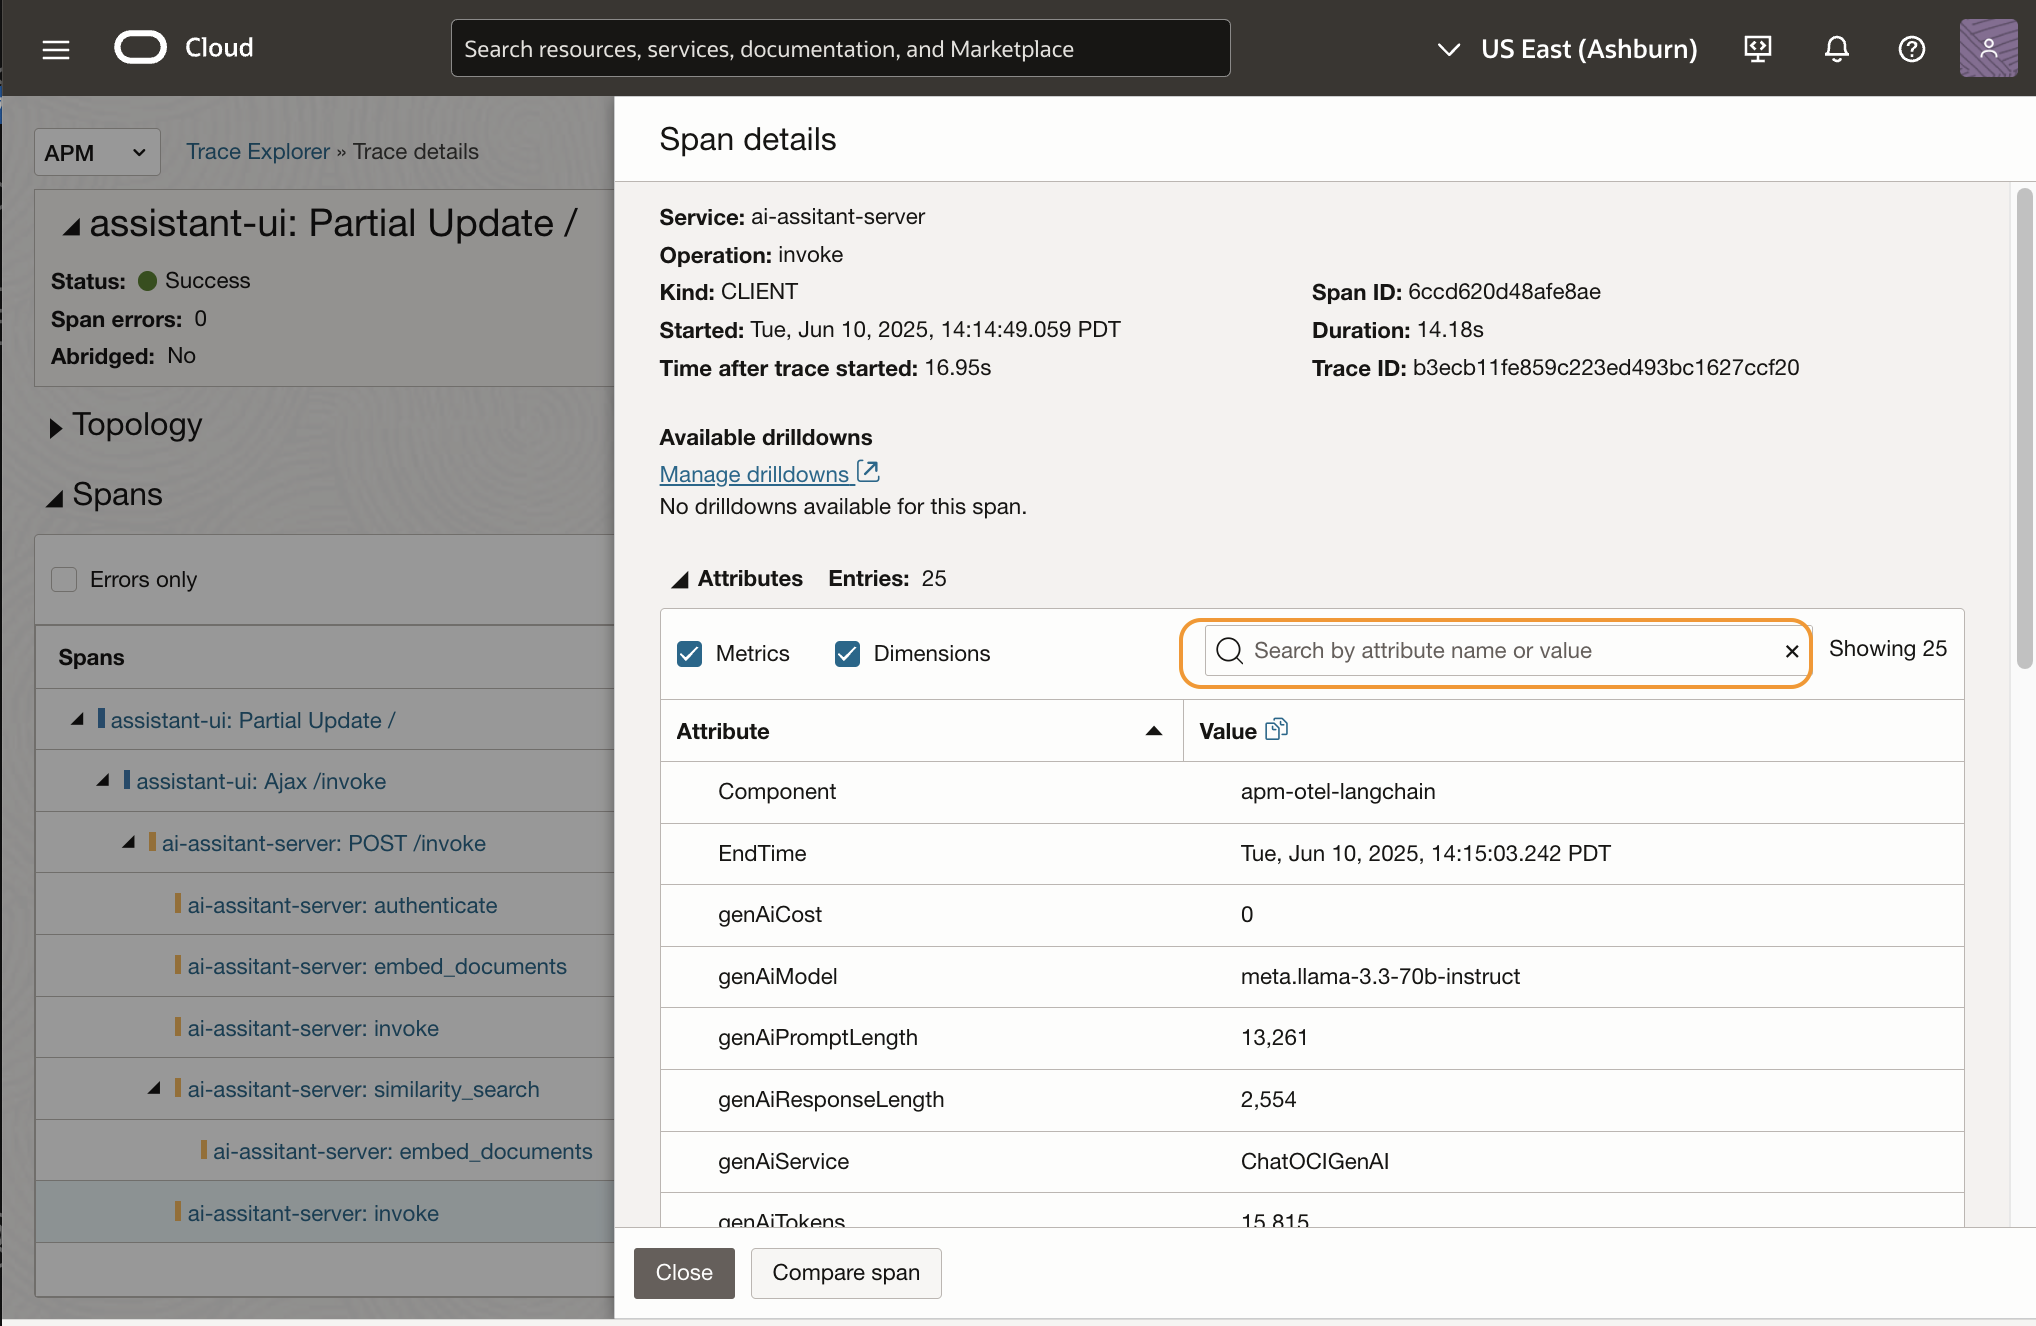 Cloud
Search resources, services, documentation, and Marketplace
US East (Ashburn)
APM
Trace Explorer » Trace details
assistant-ui: Partial Update /
Status: Success
Span errors: 0
Abridged: No
Topology
Spans
Errors only
Spans
assistant-ui: Partial Update /
assistant-ui: Ajax /invoke
ai-assitant-server: POST /invoke
ai-assitant-server: authenticate
ai-assitant-server: embed_documents
ai-assitant-server: invoke
ai-assitant-server: similarity_search
ai-assitant-server: embed_documents
ai-assitant-server: invoke
Span details
Service: ai-assitant-server
Operation: invoke
Kind: CLIENT
Span ID: 6ccd620d48afe8ae
Started: Tue, Jun 10, 2025, 14:14:49.059 PDT
Duration: 14.18s
Time after trace started: 16.95s
Trace ID: b3ecb11fe859c223ed493bc1627ccf20
Available drilldowns
Manage drilldowns
No drilldowns available for this span.
Attributes Entries: 25
Metrics Dimensions Search by attribute name or value Showing 25
Attribute Value
Component apm-otel-langchain
EndTime Tue, Jun 10, 2025, 14:15:03.242 PDT
genAiCost 0
genAiModel meta.llama-3.3-70b-instruct
genAiPromptLength 13,261
genAiResponseLength 2,554
genAiService ChatOCIGenAI
genAiTokens 15,815
Close Compare span